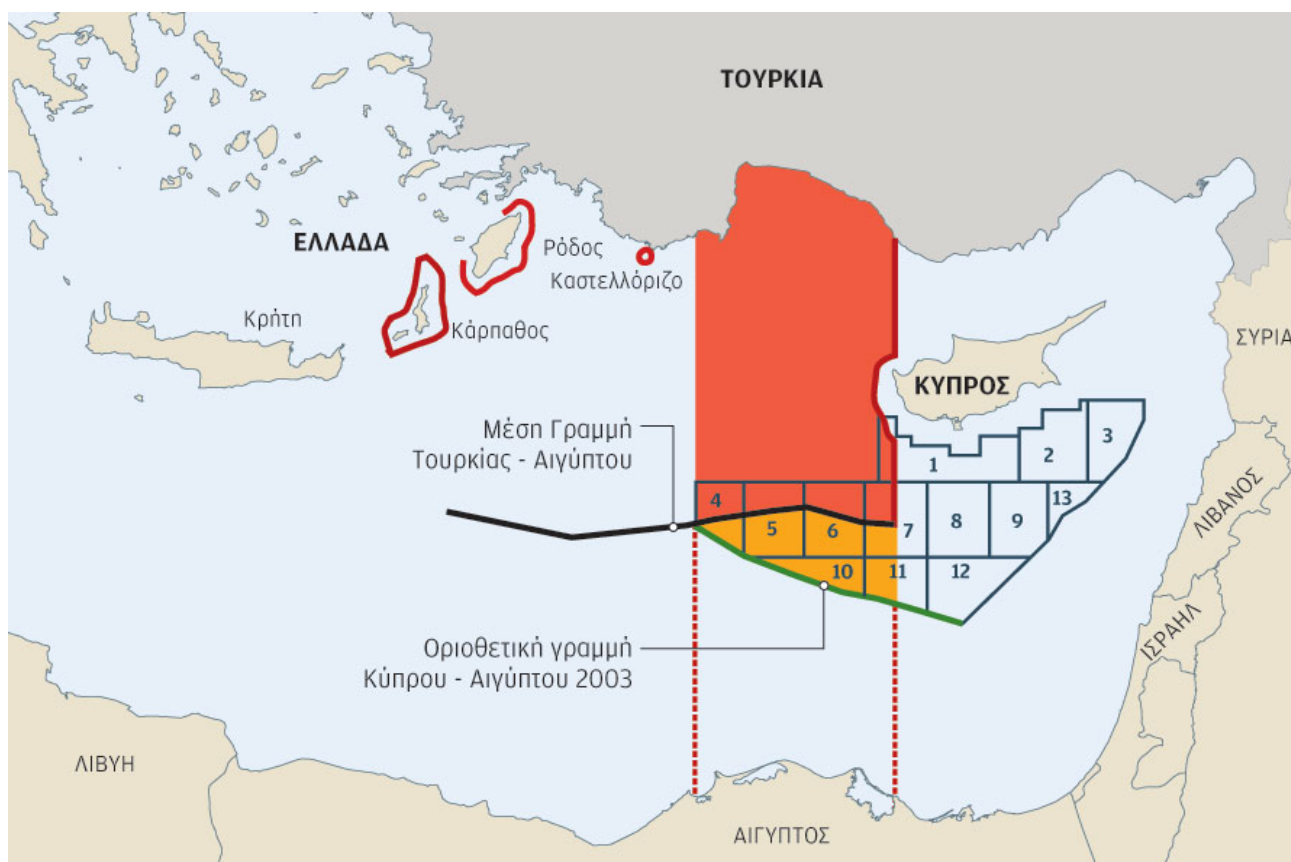 ΤΟΥΡΚΙΑ
ΕΛΛΑΔΑ
Ρόδος
Καστελλόριζο
Κρήτη
Κάρπαθος
ΣΥΡΙΑ
ΚΥΠΡΟΣ
Μέση Γραμμή
Τουρκίας - Αιγύπτου
1
2
3
4
5
6
7
8
9
13
10
11
12
ΛΙΒΑΝΟΣ
ΙΣΡΑΗΛ
Οριοθετική γραμμή
Κύπρου - Αιγύπτου 2003
ΛΙΒΥΗ
ΑΙΓΥΠΤΟΣ